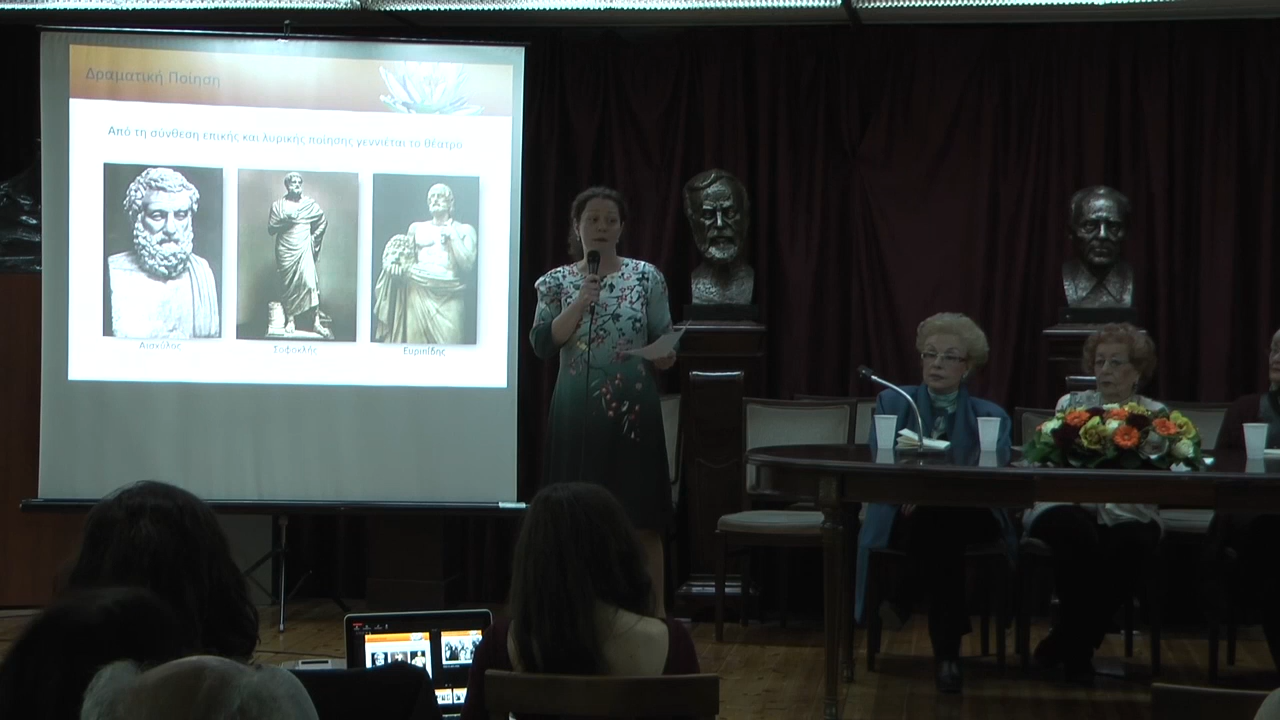 Δραματική Ποίηση
Από τη σύνθεση επικής και λυρικής ποίησης γεννιέται το θέατρο
Αισχύλος
Σοφοκλής
Ευριπίδης